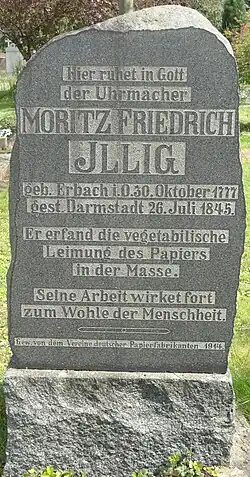 Hier ruhet in Gott
der Uhrmacher
MORITZ FRIEDRICH
JLLIG
geb. Erbach i.O. 30. Oktober 1777
gest. Darmstadt 26. Juli 1845.
Er erfand die vegetabilische
Leimung des Papiers
in der Masse.
Seine Arbeit wirket fort
zum Wohle der Menschheit.
Gew. von dem Vereine deutscher Papierfabrikanten 1914.